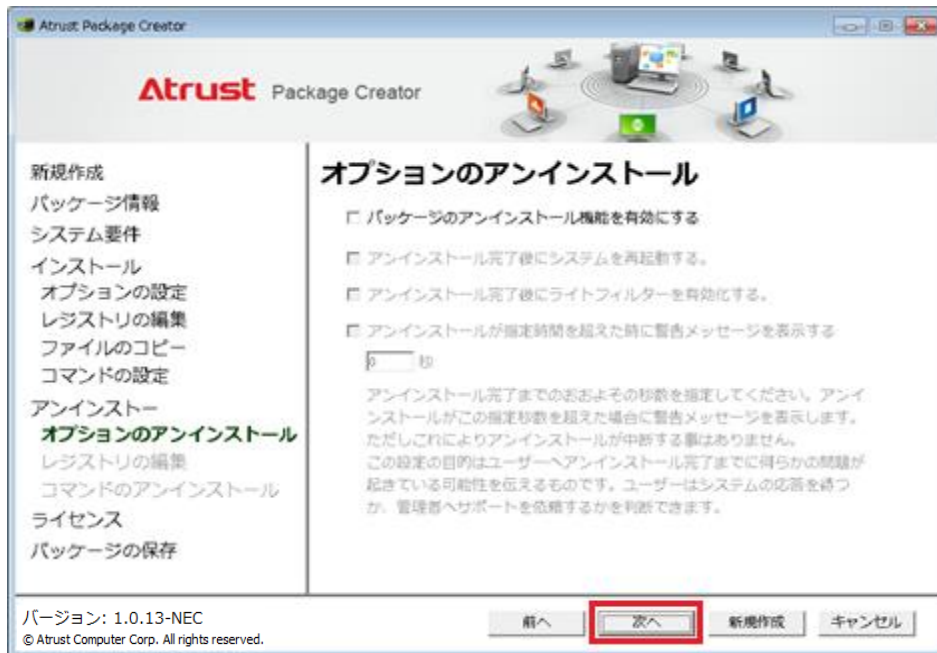 Atrust Package Creator
Atrust Package Creator
新規作成
パッケージ情報
システム要件
インストール
オプションの設定
レジストリの編集
ファイルのコピー
コマンドの設定
アンインストー
オプションのアンインストール
レジストリの編集
コマンドのアンインストール
ライセンス
パッケージの保存
オプションのアンインストール
パッケージのアンインストール機能を有効にする
アンインストール完了後にシステムを再起動する。
アンインストール完了後にライトフィルターを有効化する。
アンインストールが指定時間を超えた時に警告メッセージを表示する
0 秒
アンインストール完了までのおおよその秒数を指定してください。アンイ
ンストールがこの指定秒数を超えた場合に警告メッセージを表示します。
ただしこれによりアンインストールが中断する事はありません。
この設定の目的はユーザーへアンインストール完了までに何らかの問題が
起きている可能性を伝えるものです。ユーザーはシステムの応答を待つ
か、管理者へサポートを依頼するかを判断できます。
バージョン: 1.0.13-NEC
© Atrust Computer Corp. All rights reserved.
前へ 次へ 新規作成 キャンセル